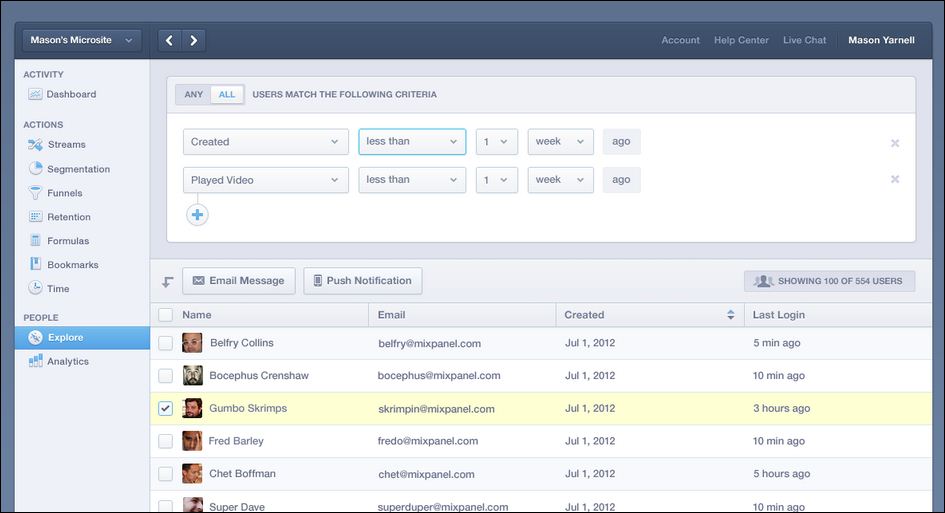 Mason's Microsite
Account Help Center Live Chat Mason Yarnell
ACTIVITY
Dashboard
ACTIONS
Streams
Segmentation
Funnels
Retention
Formulas
Bookmarks
Time
PEOPLE
Explore
Analytics
ANY ALL USERS MATCH THE FOLLOWING CRITERIA
Created less than 1 week ago
Played Video less than 1 week ago
Email Message Push Notification SHOWING 100 OF 554 USERS
Name Email Created Last Login
Belfry Collins belfry@mixpanel.com Jul 1, 2012 5 min ago
Bocephus Crenshaw bocephus@mixpanel.com Jul 1, 2012 10 min ago
Gumbo Skrimps skrimpin@mixpanel.com Jul 1, 2012 3 hours ago
Fred Barley fredo@mixpanel.com Jul 1, 2012 10 min ago
Chet Boffman chet@mixpanel.com Jul 1, 2012 5 hours ago
Super Dave superduper@mixpanel.com Jul 1, 2012 10 min ago